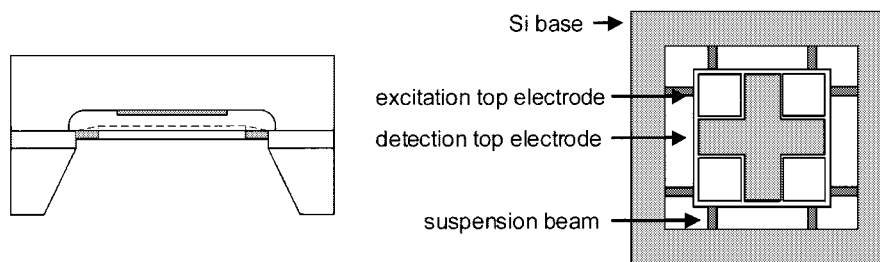 Si base
excitation top electrode
detection top electrode
suspension beam